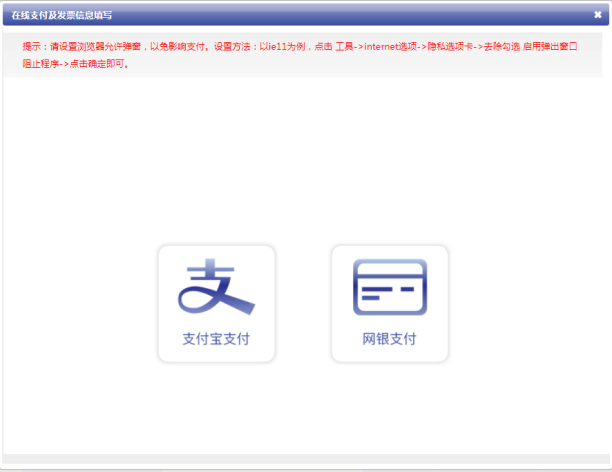 在线支付及发票信息填写
提示：请设置浏览器允许弹窗，以免影响支付。设置方法：以ie11为例，点击 工具->internet选项->隐私选项卡->去除勾选 启用弹出窗口
阻止程序->点击确定即可。
支付宝支付
网银支付